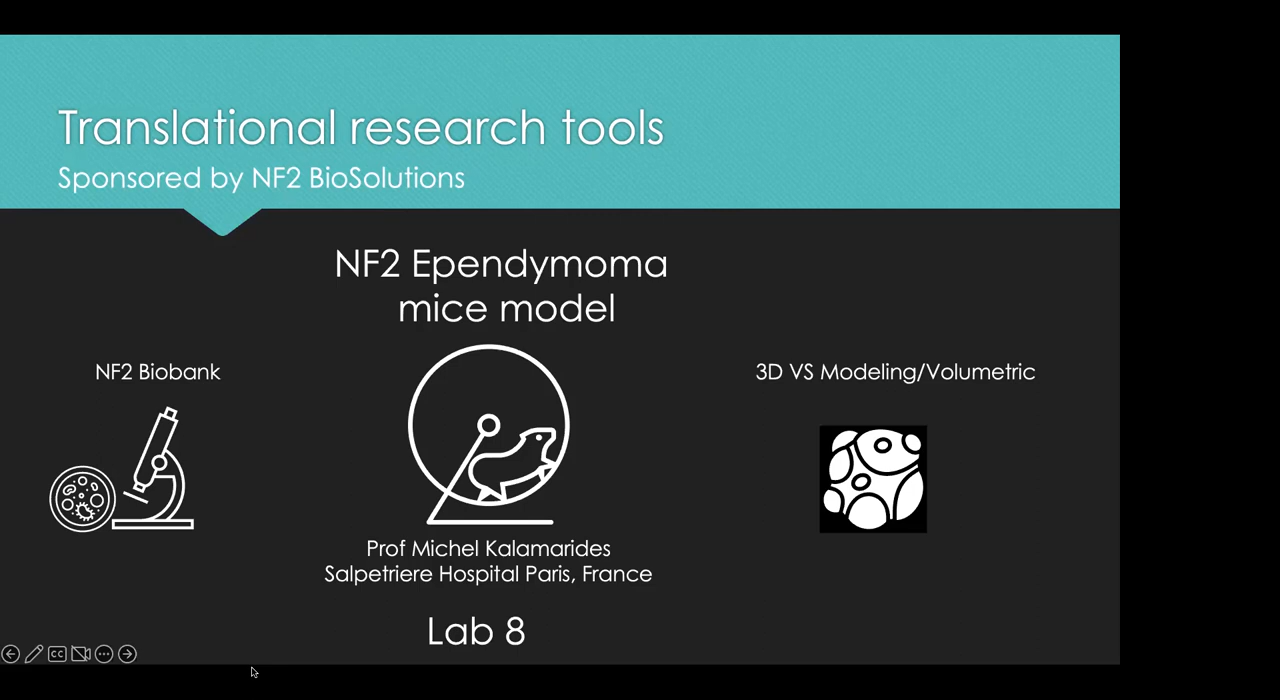 Translational research tools
Sponsored by NF2 BioSolutions
NF2 Ependymoma
mice model
NF2 Biobank
3D VS Modeling/Volumetric
Prof Michel Kalamarides
Salpetriere Hospital Paris, France
Lab 8
CC